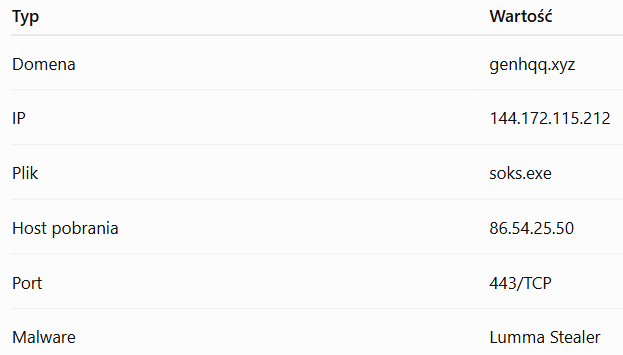 Typ Wartość
Domena genhqq.xyz
IP 144.172.115.212
Plik soks.exe
Host pobrania 86.54.25.50
Port 443/TCP
Malware Lumma Stealer